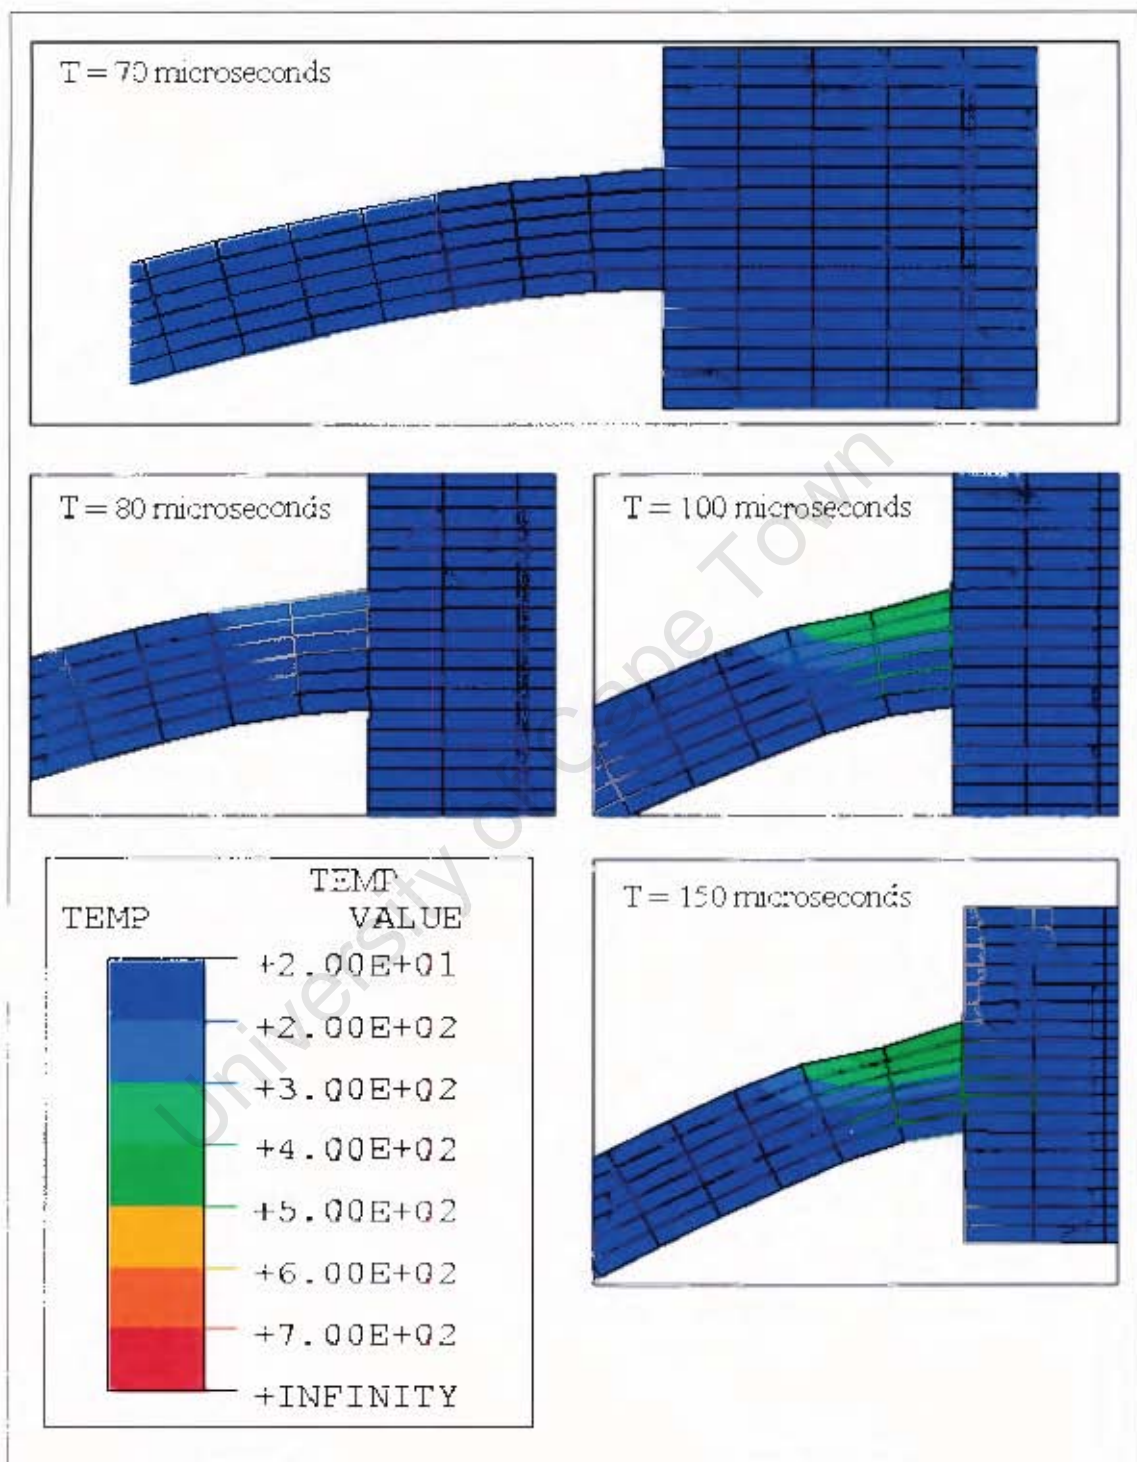 T = 70 microseconds
T = 80 microseconds
T = 100 microseconds
TEMP
TEMP VALUE
+2.00E+01
+2.00E+02
+3.00E+02
+4.00E+02
+5.00E+02
+6.00E+02
+7.00E+02
+INFINITY
T = 150 microseconds
University of Cape Town